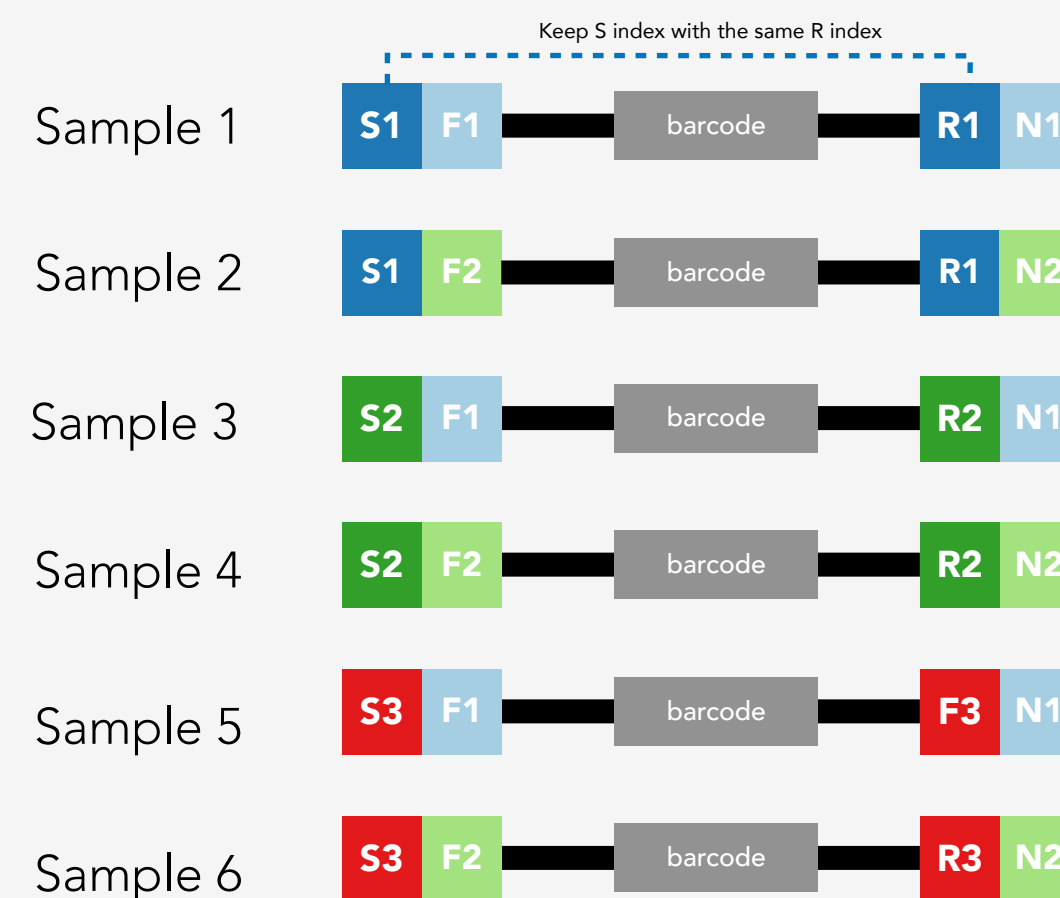 Keep S index with the same R index
Sample 1 S1 F1 barcode R1 N1
Sample 2 S1 F2 barcode R1 N2
Sample 3 S2 F1 barcode R2 N1
Sample 4 S2 F2 barcode R2 N2
Sample 5 S3 F1 barcode F3 N1
Sample 6 S3 F2 barcode R3 N2